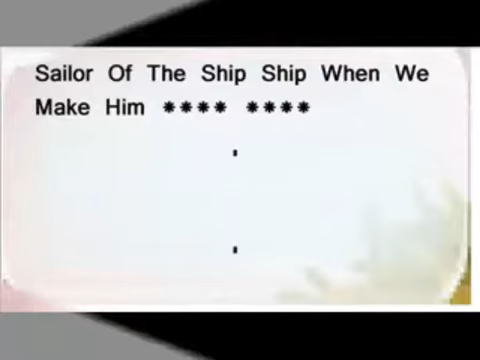 Sailor Of The Ship Ship When We
Make Him **** ****
.
.